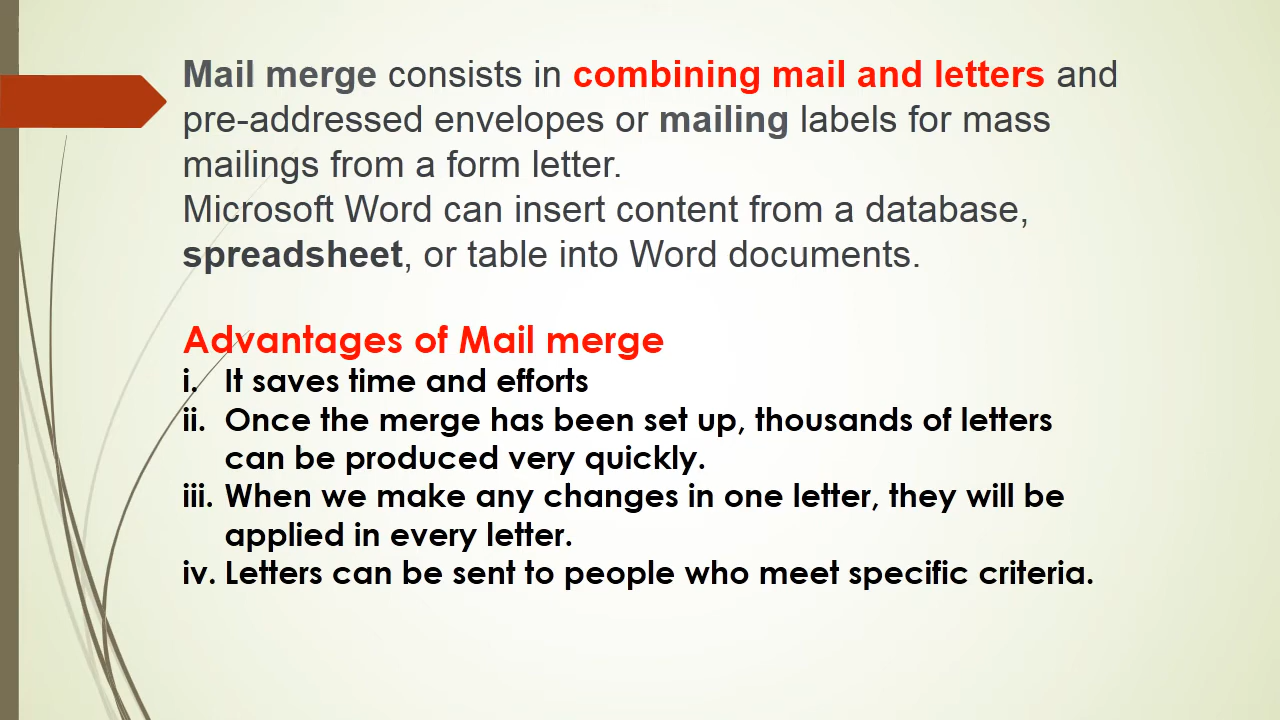 Mail merge consists in combining mail and letters and
pre-addressed envelopes or mailing labels for mass
mailings from a form letter.
Microsoft Word can insert content from a database,
spreadsheet, or table into Word documents.
Advantages of Mail merge
i. It saves time and efforts
ii. Once the merge has been set up, thousands of letters
can be produced very quickly.
iii. When we make any changes in one letter, they will be
applied in every letter.
iv. Letters can be sent to people who meet specific criteria.